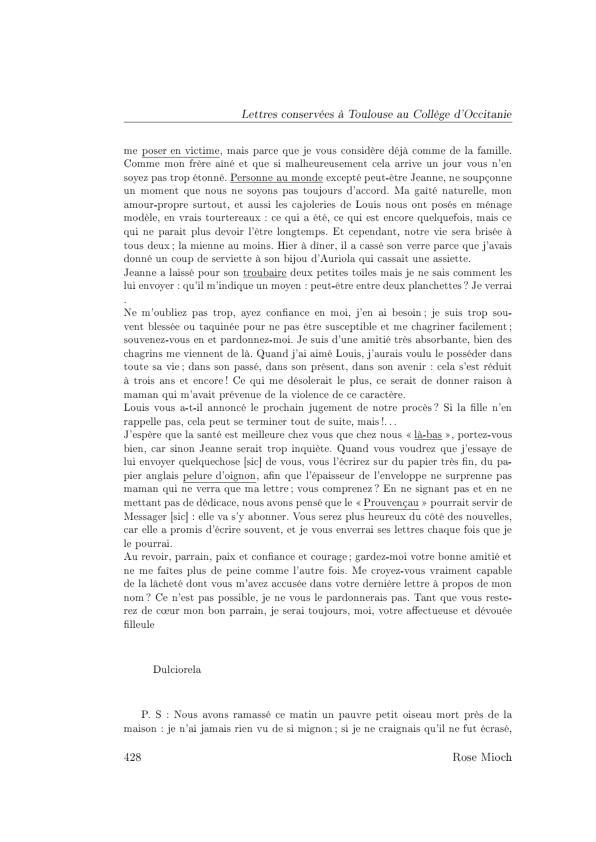 Lettres conservées à Toulouse au Collège d'Occitanie
me poser en victime, mais parce que je vous considère déjà comme de la famille.
Comme mon frère aîné et que si malheureusement cela arrive un jour vous n'en
soyez pas trop étonné. Personne au monde excepté peut-être Jeanne, ne soupçonne
un moment que nous ne soyons pas toujours d'accord. Ma gaîté naturelle, mon
amour-propre surtout, et aussi les cajoleries de Louis nous ont posés en ménage
modèle, en vrais tourtereaux : ce qui a été, ce qui est encore quelquefois, mais ce
qui ne parait plus devoir l'être longtemps. Et cependant, notre vie sera brisée à
tous deux ; la mienne au moins. Hier à dîner, il a cassé son verre parce que j'avais
donné un coup de serviette à son bijou d'Auriola qui cassait une assiette.
Jeanne a laissé pour son troubaire deux petites toiles mais je ne sais comment les
lui envoyer : qu'il m'indique un moyen : peut-être entre deux planchettes ? Je verrai
.
Ne m'oubliez pas trop, ayez confiance en moi, j'en ai besoin ; je suis trop sou-
vent blessée ou taquinée pour ne pas être susceptible et me chagriner facilement ;
souvenez-vous en et pardonnez-moi. Je suis d'une amitié très absorbante, bien des
chagrins me viennent de là. Quand j'ai aimé Louis, j'aurais voulu le posséder dans
toute sa vie ; dans son passé, dans son présent, dans son avenir : cela s'est réduit
à trois ans et encore ! Ce qui me désolerait le plus, ce serait de donner raison à
maman qui m'avait prévenue de la violence de ce caractère.
Louis vous a-t-il annoncé le prochain jugement de notre procès ? Si la fille n'en
rappelle pas, cela peut se terminer tout de suite, mais !. . .
J'espère que la santé est meilleure chez vous que chez nous « là-bas », portez-vous
bien, car sinon Jeanne serait trop inquiète. Quand vous voudrez que j'essaye de
lui envoyer quelquechose [sic] de vous, vous l'écrirez sur du papier très fin, du pa-
pier anglais pelure d'oignon, afin que l'épaisseur de l'enveloppe ne surprenne pas
maman qui ne verra que ma lettre ; vous comprenez ? En ne signant pas et en ne
mettant pas de dédicace, nous avons pensé que le « Prouvençau » pourrait servir de
Messager [sic] : elle va s'y abonner. Vous serez plus heureux du côté des nouvelles,
car elle a promis d'écrire souvent, et je vous enverrai ses lettres chaque fois que je
le pourrai.
Au revoir, parrain, paix et confiance et courage ; gardez-moi votre bonne amitié et
ne me faîtes plus de peine comme l'autre fois. Me croyez-vous vraiment capable
de la lâcheté dont vous m'avez accusée dans votre dernière lettre à propos de mon
nom ? Ce n'est pas possible, je ne vous le pardonnerais pas. Tant que vous reste-
rez de cœur mon bon parrain, je serai toujours, moi, votre affectueuse et dévouée
filleule
Dulciorela
P. S : Nous avons ramassé ce matin un pauvre petit oiseau mort près de la
maison : je n'ai jamais rien vu de si mignon ; si je ne craignais qu'il ne fut écrasé,
428 Rose Mioch